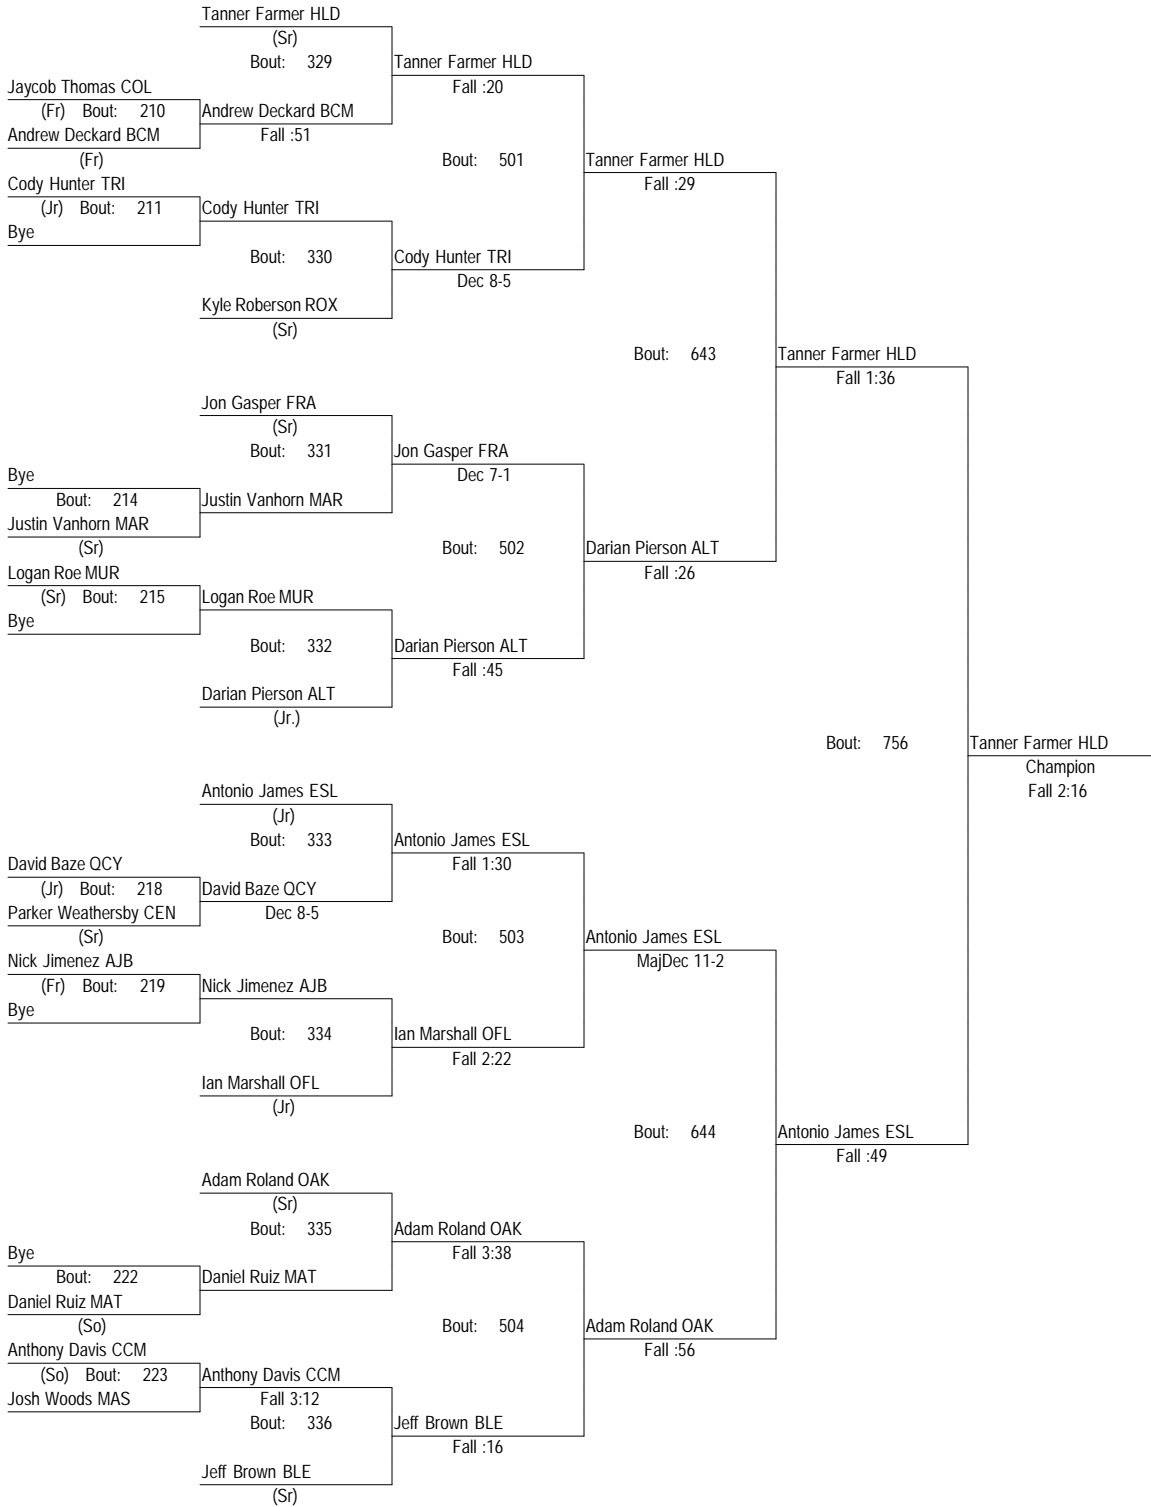 Tanner Farmer HLD
(Sr)
Bout: 329
Tanner Farmer HLD
Fall :20
Jaycob Thomas COL
(Fr) Bout: 210
Andrew Deckard BCM
Andrew Deckard BCM
Fall :51
(Fr)
Bout: 501
Tanner Farmer HLD
Fall :29
Cody Hunter TRI
(Jr) Bout: 211
Cody Hunter TRI
Bye
Bout: 330
Cody Hunter TRI
Dec 8-5
Kyle Roberson ROX
(Sr)
Bout: 643
Tanner Farmer HLD
Fall 1:36
Jon Gasper FRA
(Sr)
Bout: 331
Jon Gasper FRA
Dec 7-1
Bye
Bout: 214
Justin Vanhorn MAR
Justin Vanhorn MAR
(Sr)
Bout: 502
Darian Pierson ALT
Fall :26
Logan Roe MUR
(Sr) Bout: 215
Logan Roe MUR
Bye
Bout: 332
Darian Pierson ALT
Fall :45
Darian Pierson ALT
(Jr.)
Bout: 756
Tanner Farmer HLD
Champion
Fall 2:16
Antonio James ESL
(Jr)
Bout: 333
Antonio James ESL
Fall 1:30
David Baze QCY
(Jr) Bout: 218
David Baze QCY
Parker Weathersby CEN
Dec 8-5
(Sr)
Bout: 503
Antonio James ESL
MajDec 11-2
Nick Jimenez AJB
(Fr) Bout: 219
Nick Jimenez AJB
Bye
Bout: 334
Ian Marshall OFL
Fall 2:22
Ian Marshall OFL
(Jr)
Bout: 644
Antonio James ESL
Fall :49
Adam Roland OAK
(Sr)
Bout: 335
Adam Roland OAK
Fall 3:38
Bye
Bout: 222
Daniel Ruiz MAT
Daniel Ruiz MAT
(So)
Bout: 504
Adam Roland OAK
Fall :56
Anthony Davis CCM
(So) Bout: 223
Anthony Davis CCM
Josh Woods MAS
Fall 3:12
Bout: 336
Jeff Brown BLE
Fall :16
Jeff Brown BLE
(Sr)